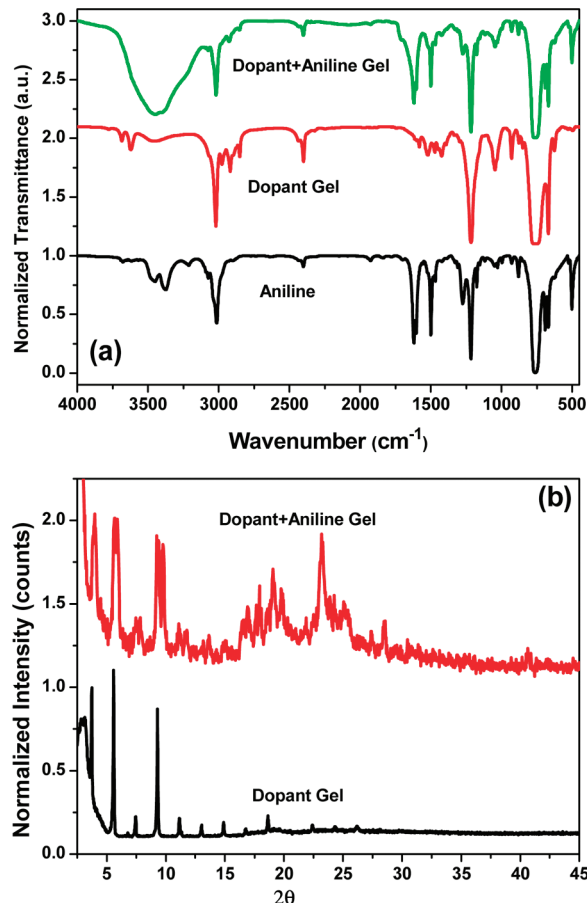 3.0
2.5
2.0
1.5
1.0
0.5
0.0
Normalized Transmittance (a.u.)
Dopant+Aniline Gel
Dopant Gel
Aniline
(a)
4000 3500 3000 2500 2000 1500 1000 500
Wavenumber (cm⁻¹)
(b)
2.0
1.5
1.0
0.5
0.0
Normalized Intensity (counts)
Dopant+Aniline Gel
Dopant Gel
5 10 15 20 25 30 35 40 45
2θ